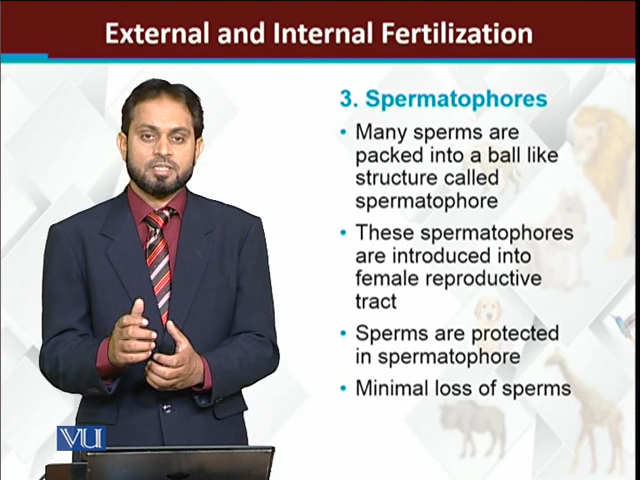 External and Internal Fertilization
3. Spermatophores
• Many sperms are
packed into a ball like
structure called
spermatophore
• These spermatophores
are introduced into
female reproductive
tract
• Sperms are protected
in spermatophore
• Minimal loss of sperms
VU